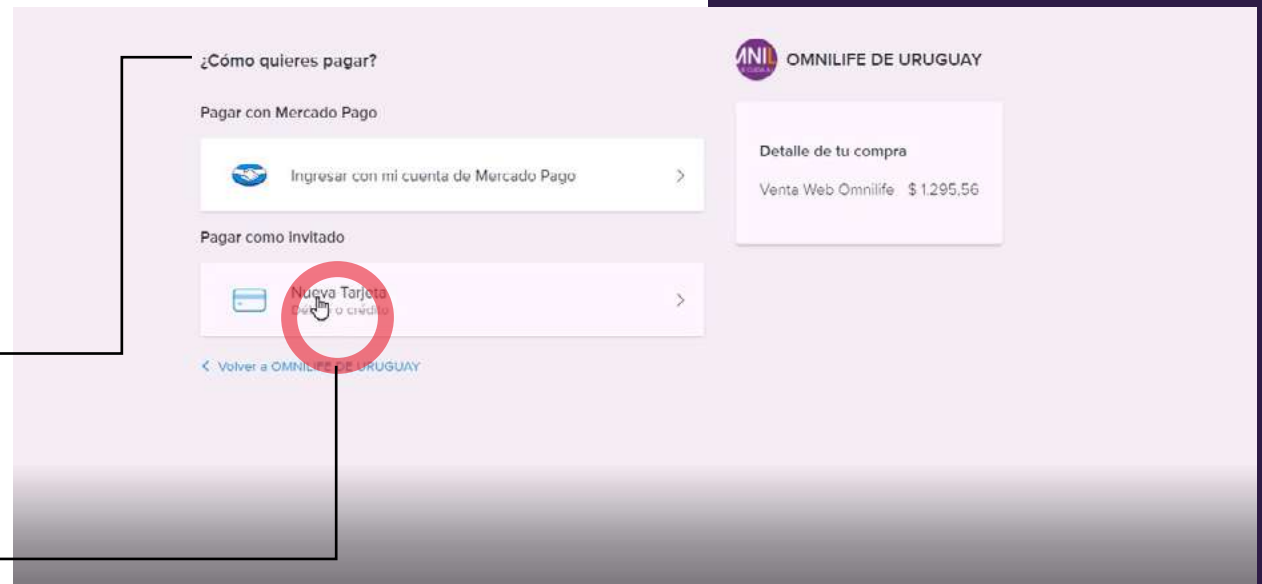 ¿Cómo quieres pagar?
Pagar con Mercado Pago
Ingresar con mi cuenta de Mercado Pago
Pagar como invitado
Nueva Tarjeta
Débito o crédito
Volver a OMNILIFE DE URUGUAY
OMNILIFE DE URUGUAY
Detalle de tu compra
Venta Web Omnilife $ 1.295,56